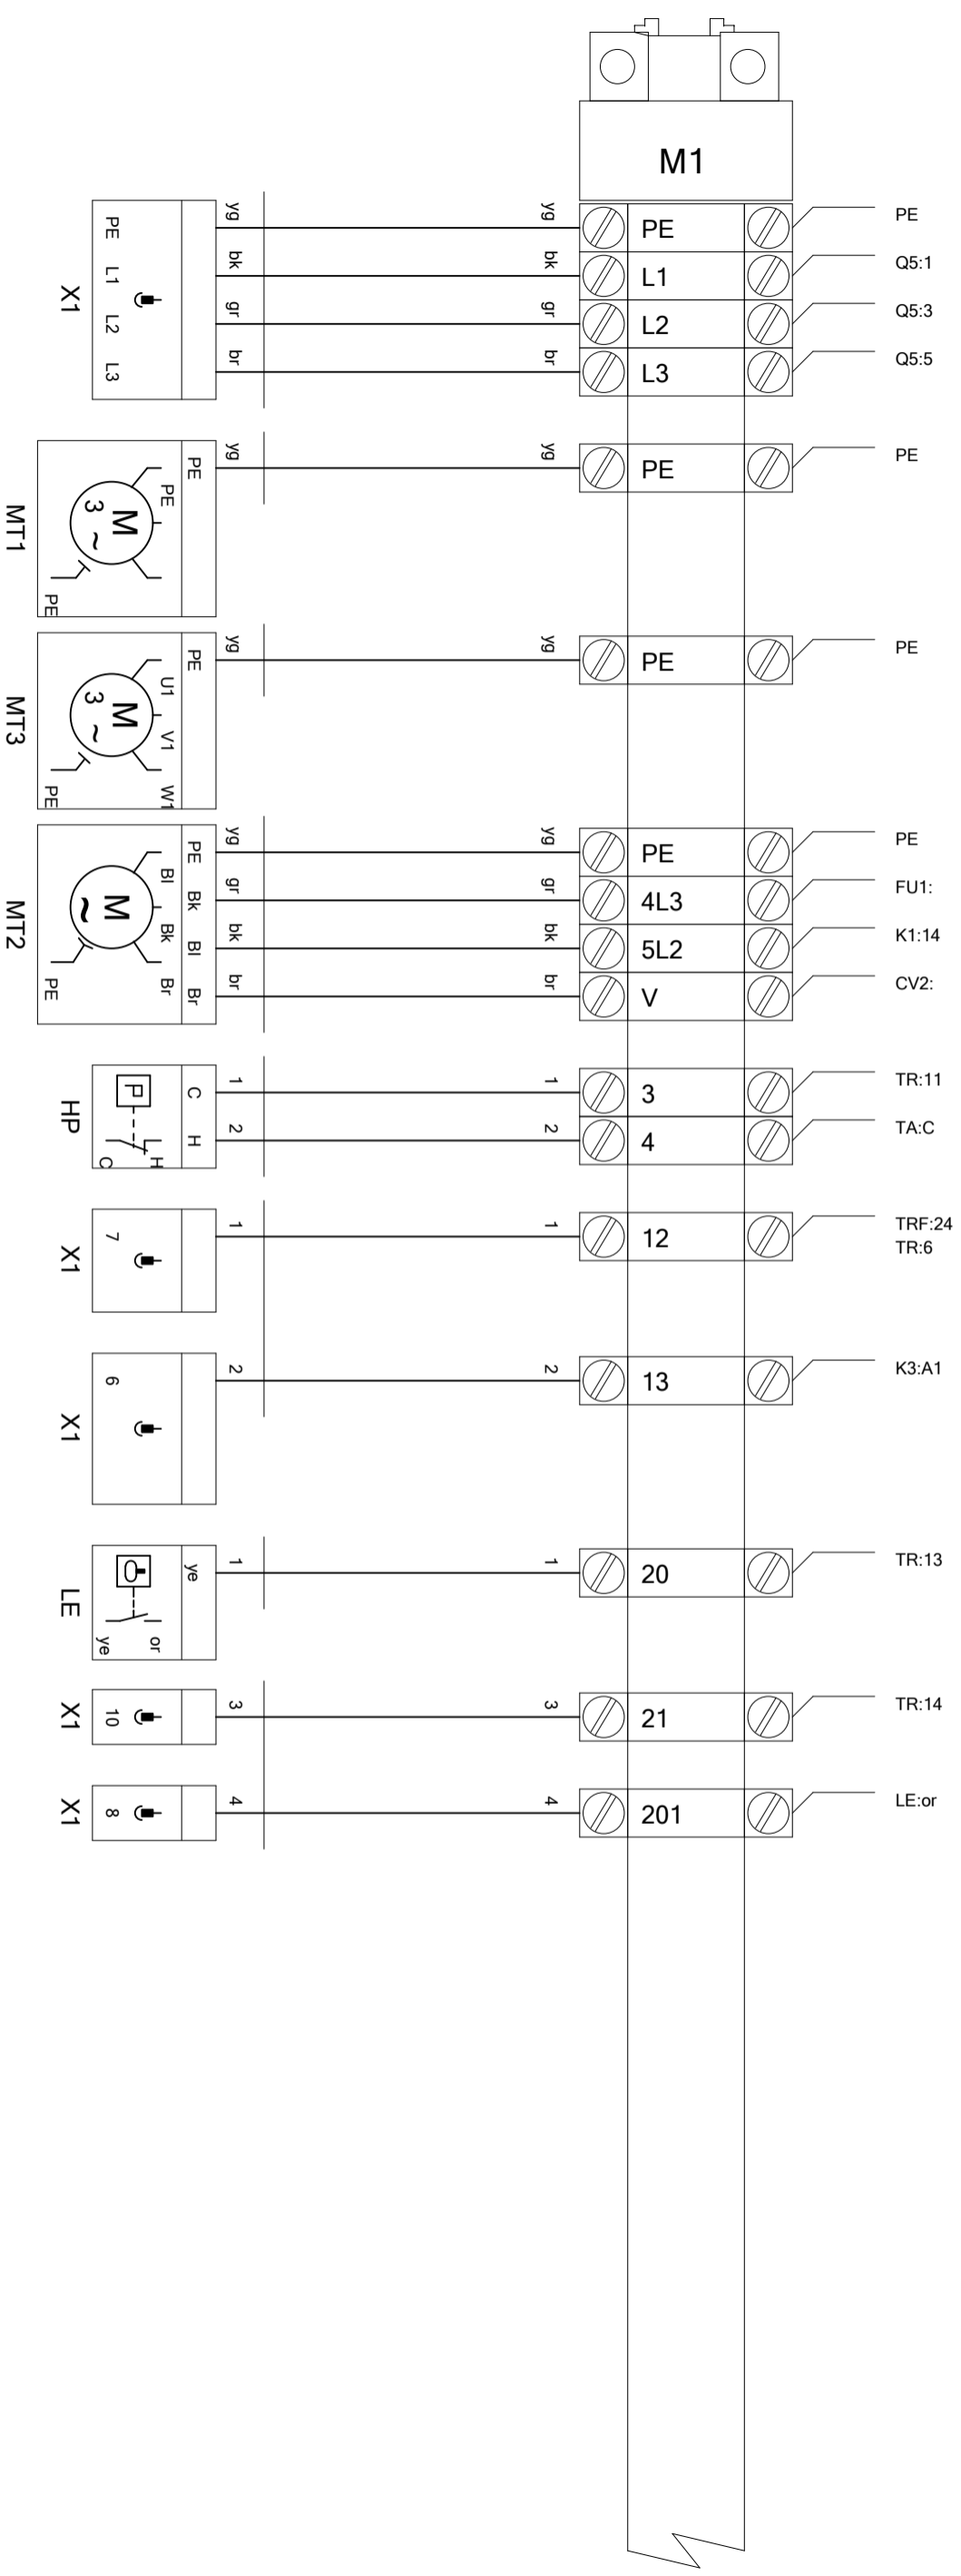 M1
PE L1 L2 L3 X1 yg yg PE PE
bk bk L1 Q5:1
gr gr L2 Q5:3
br br L3 Q5:5
MT1 M 3 ~ PE PE PE yg yg PE PE
MT3 M 3 ~ U1 V1 W1 PE PE yg yg PE PE
MT2 M ~ Bl Bk Br PE PE yg yg PE PE
Bk gr gr 4L3 FU1:
Bl bk bk 5L2 K1:14
Br br br V CV2:
HP P C H C 1 1 3 TR:11
H 2 2 4 TA:C
X1 7 1 1 12 TRF:24
TR:6
X1 6 2 2 13 K3:A1
LE ye or ye 1 1 20 TR:13
X1 10 3 3 21 TR:14
X1 8 4 4 201 LE:or